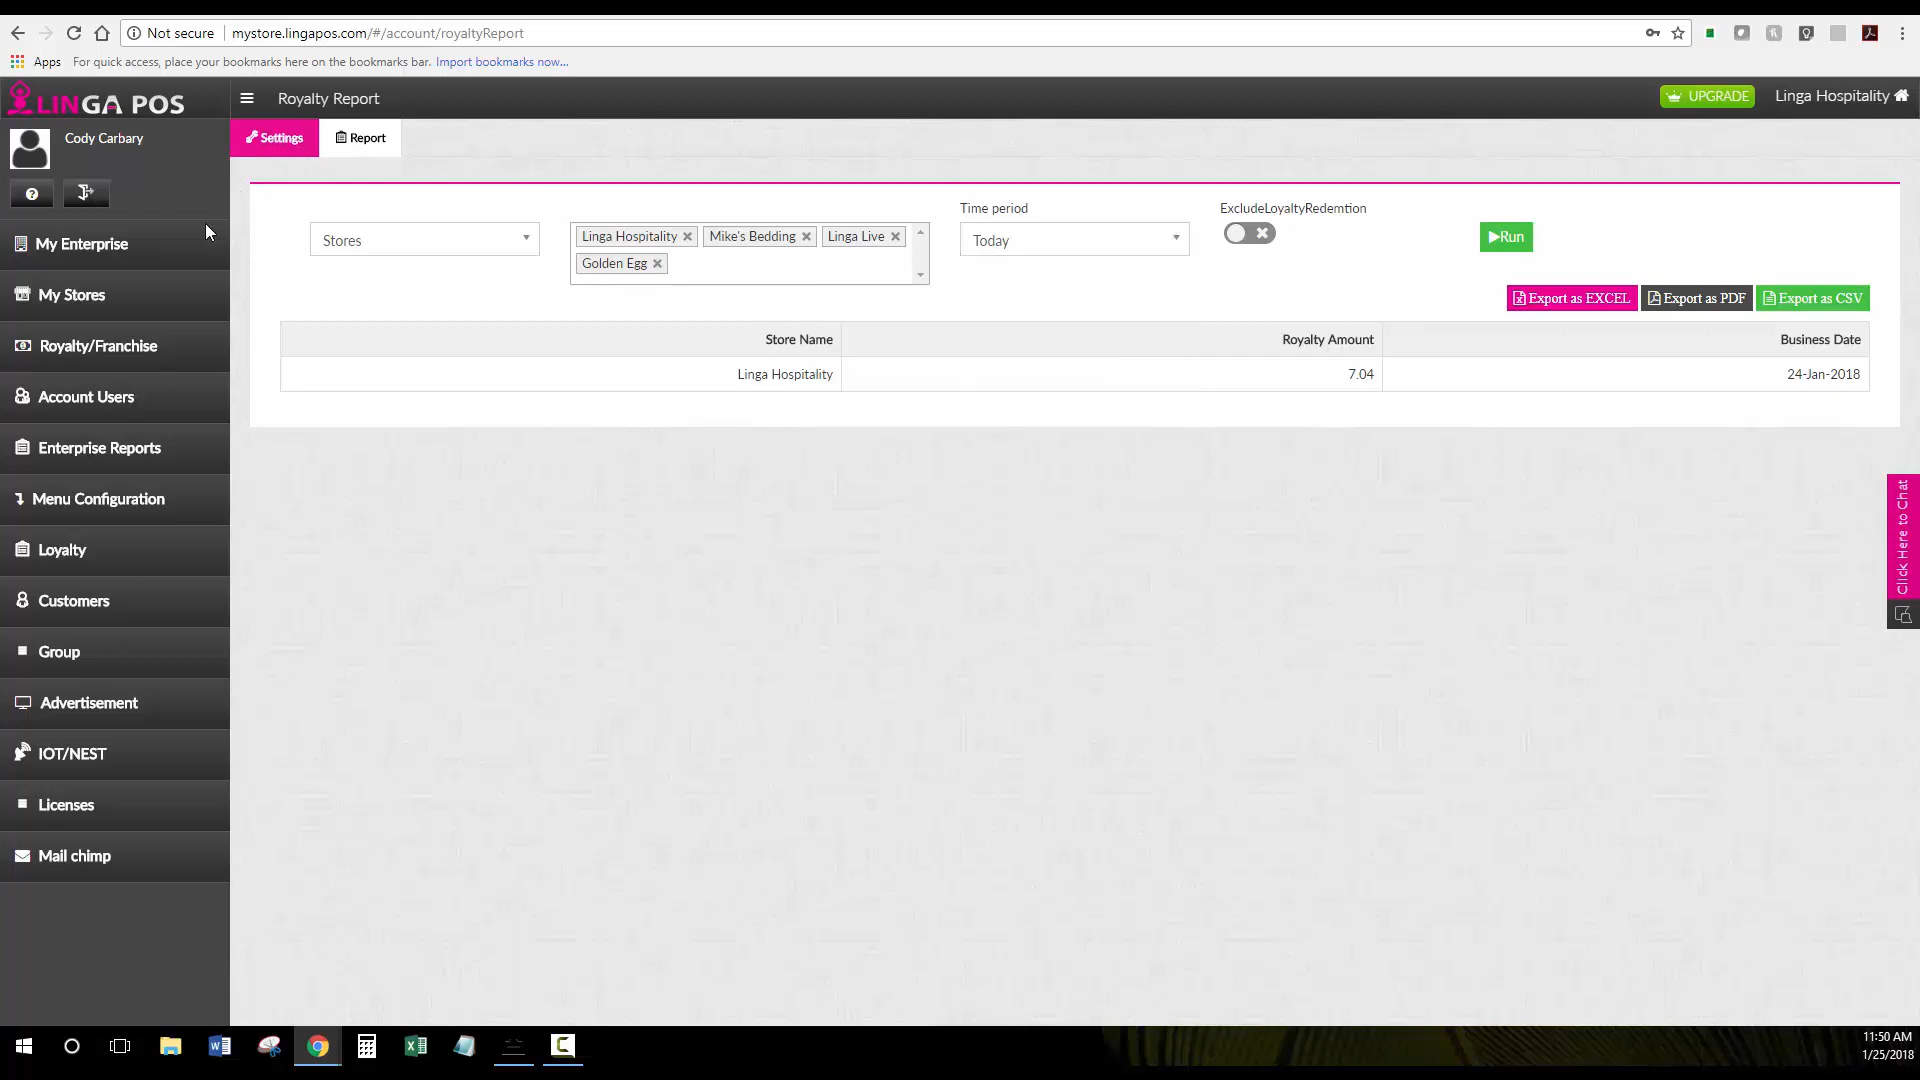 Not secure
mystore.lingapos.com/#/account/royaltyReport
Apps
For quick access, place your bookmarks here on the bookmarks bar.
Import bookmarks now...
LINGA POS
Royalty Report
UPGRADE
Linga Hospitality
Cody Carbary
Settings
Report
My Enterprise
My Stores
Royalty/Franchise
Account Users
Enterprise Reports
Menu Configuration
Loyalty
Customers
Group
Advertisement
IOT/NEST
Licenses
Mail chimp
Stores
Linga Hospitality
Mike's Bedding
Linga Live
Golden Egg
Time period
Today
ExcludeLoyaltyRedemtion
Run
Export as EXCEL
Export as PDF
Export as CSV
Store Name
Royalty Amount
Business Date
Linga Hospitality
7.04
24-Jan-2018
Click Here to Chat
11:50 AM
1/25/2018